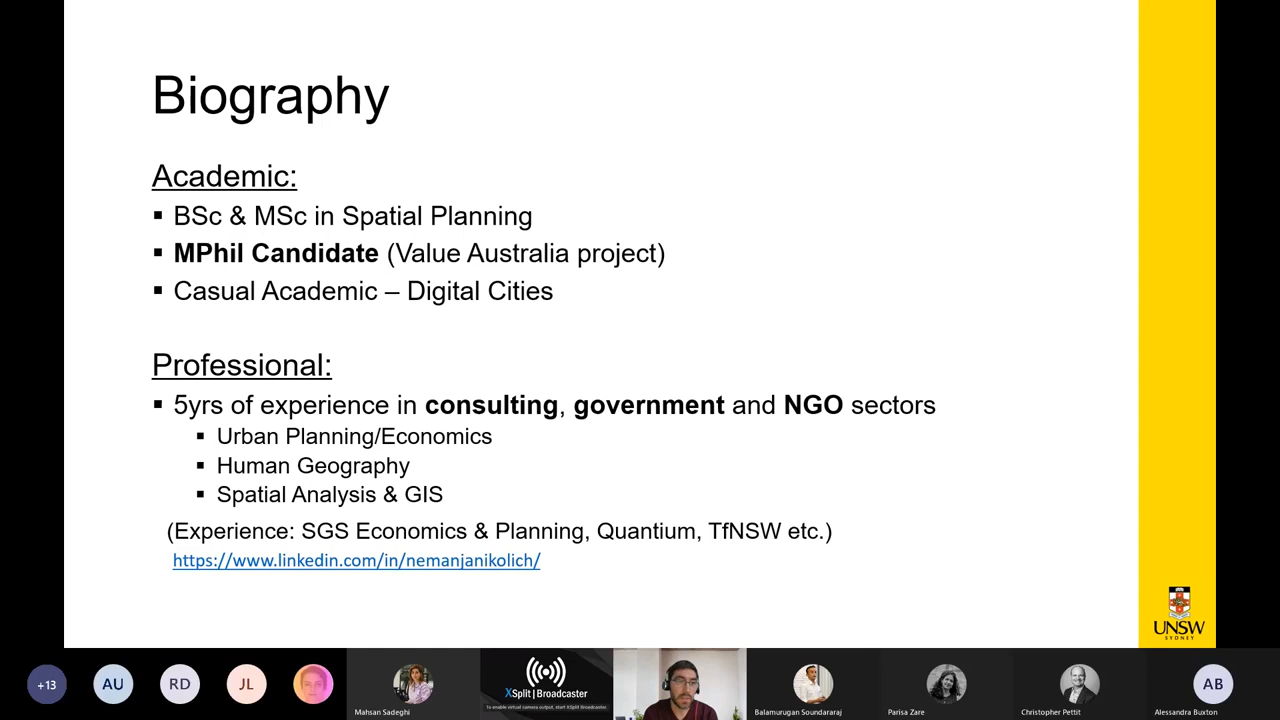 Biography
Academic:
▪ BSc & MSc in Spatial Planning
▪ MPhil Candidate (Value Australia project)
▪ Casual Academic – Digital Cities
Professional:
▪ 5yrs of experience in consulting, government and NGO sectors
▪ Urban Planning/Economics
▪ Human Geography
▪ Spatial Analysis & GIS
(Experience: SGS Economics & Planning, Quantium, TfNSW etc.)
https://www.linkedin.com/in/nemanjanikolich/
UNSW
SYDNEY
+13
AU
RD
JL
Mahsan Sadeghi
XSplit | Broadcaster
To enable virtual camera output, start XSplit Broadcaster.
Balamurugan Soundararaj
Parisa Zare
Christopher Pettit
AB
Alessandra Buxton